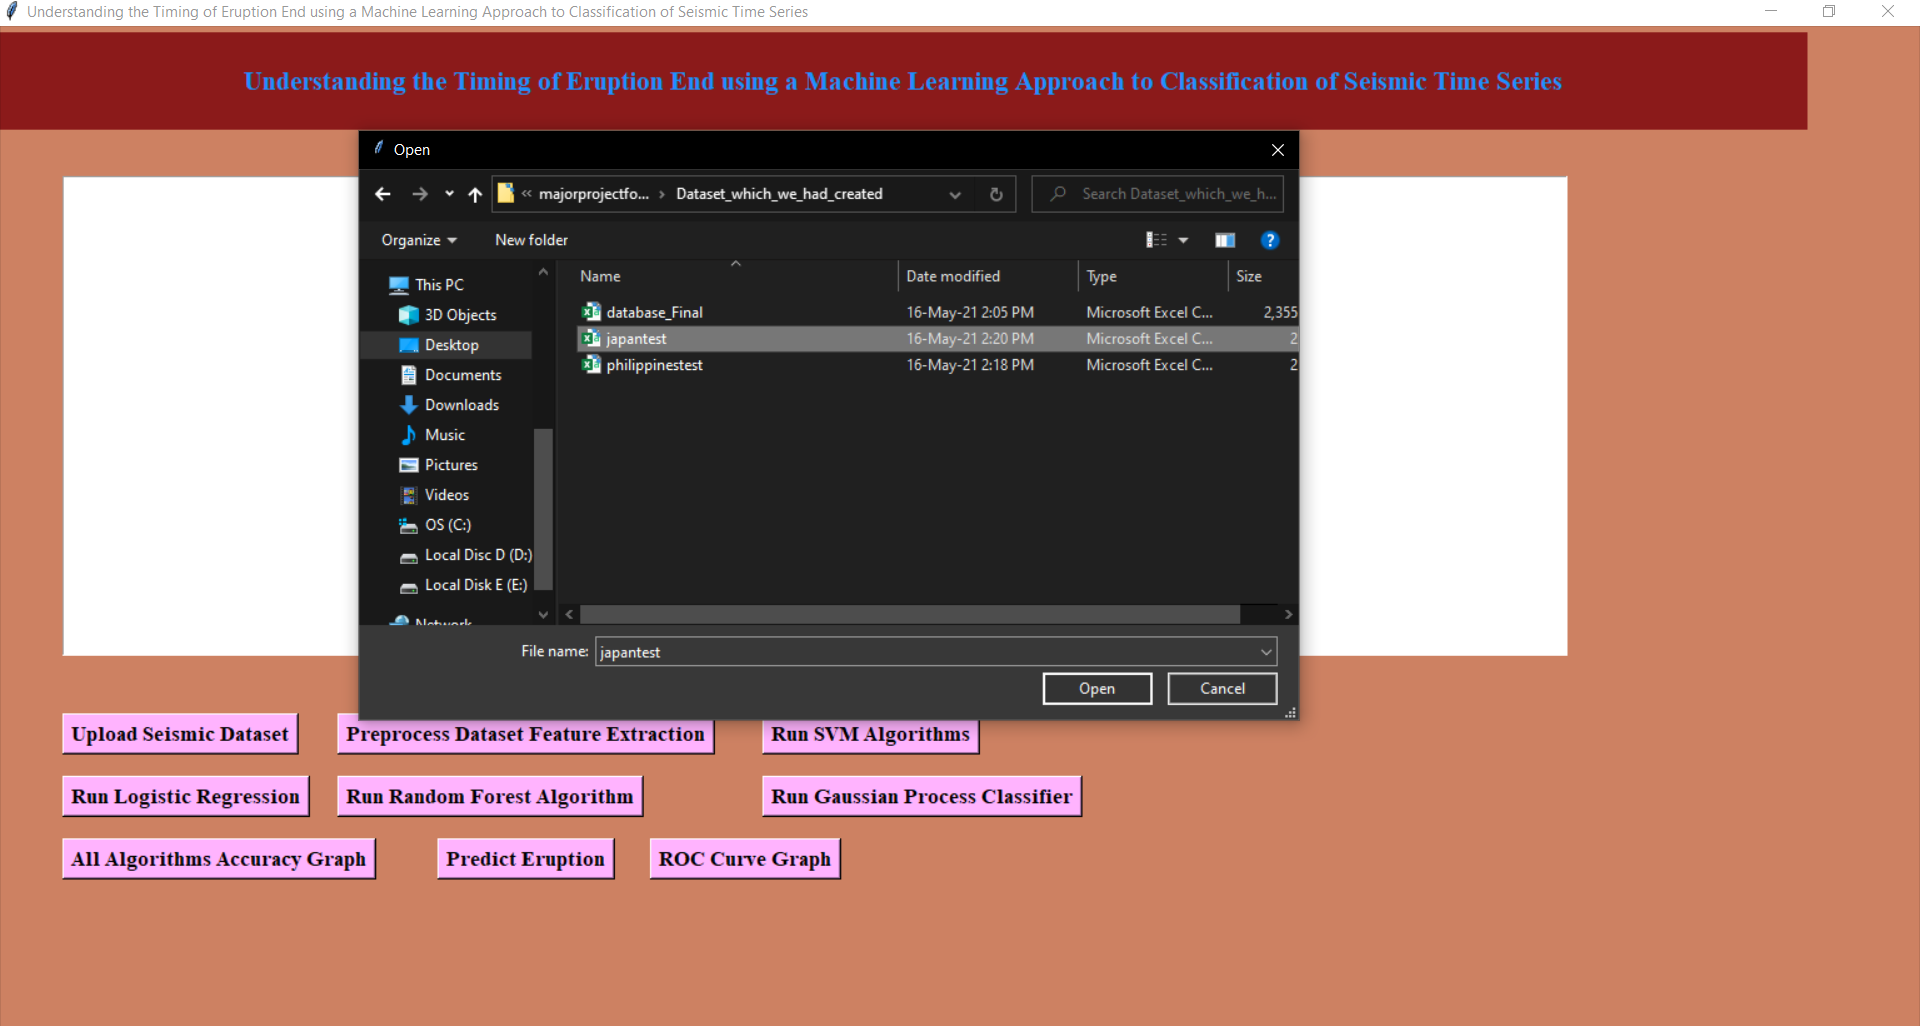 Understanding the Timing of Eruption End using a Machine Learning Approach to Classification of Seismic Time Series
Understanding the Timing of Eruption End using a Machine Learning Approach to Classification of Seismic Time Series
Open
« majorprojectfo... › Dataset_which_we_had_created
Search Dataset_which_we_h...
Organize New folder
Name Date modified Type Size
This PC
3D Objects
Desktop
Documents
Downloads
Music
Pictures
Videos
OS (C:)
Local Disc D (D:)
Local Disk E (E:)
Network
database_Final 16-May-21 2:05 PM Microsoft Excel C... 2,355
japantest 16-May-21 2:20 PM Microsoft Excel C... 2
philippinestest 16-May-21 2:18 PM Microsoft Excel C... 2
File name: japantest
Open Cancel
Upload Seismic Dataset Preprocess Dataset Feature Extraction Run SVM Algorithms
Run Logistic Regression Run Random Forest Algorithm Run Gaussian Process Classifier
All Algorithms Accuracy Graph Predict Eruption ROC Curve Graph